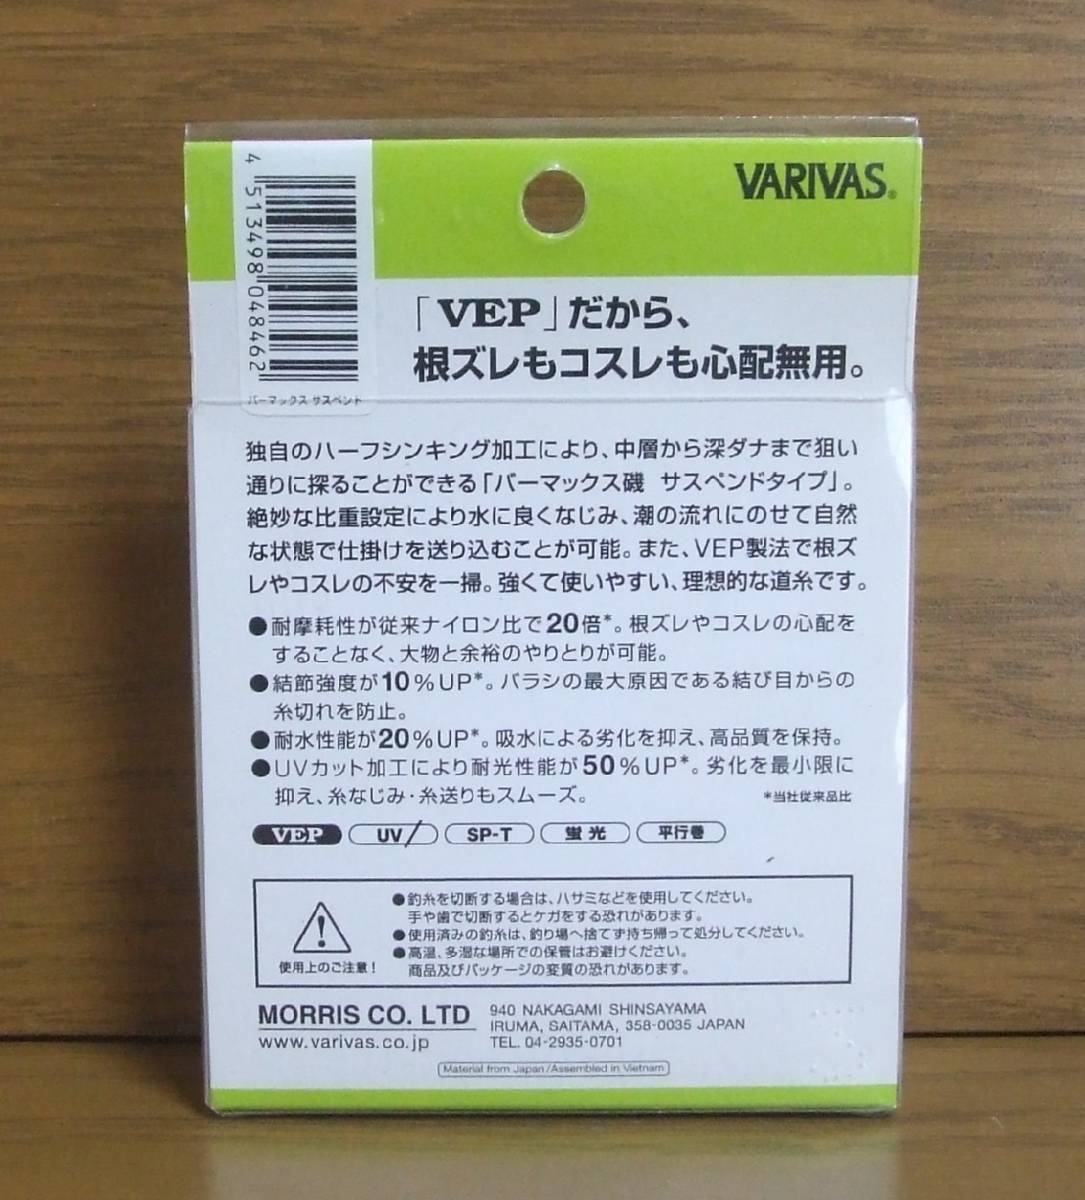 4 513498 048462
バーマックス サスペント
VARIVAS®
「VEP」だから、
根ズレもコスレも心配無用。
独自のハーフシンキング加工により、中層から深ダナまで狙い
通りに探ることができる「バーマックス磯 サスペンドタイプ」。
絶妙な比重設定により水に良くなじみ、潮の流れにのせて自然
な状態で仕掛けを送り込むことが可能。また、VEP製法で根ズ
レやコスレの不安を一掃。強くて使いやすい、理想的な道糸です。
●耐摩耗性が従来ナイロン比で20倍*。根ズレやコスレの心配を
することなく、大物と余裕のやりとりが可能。
●結節強度が10%UP*。バラシの最大原因である結び目からの
糸切れを防止。
●耐水性能が20%UP*。吸水による劣化を抑え、高品質を保持。
●UVカット加工により耐光性能が50%UP*。劣化を最小限に
抑え、糸なじみ・糸送りもスムーズ。
*当社従来品比
VEP UV SP-T 蛍光 平行巻
使用上のご注意!
●釣糸を切断する場合は、ハサミなどを使用してください。
手や歯で切断するとケガをする恐れがあります。
●使用済みの釣糸は、釣り場へ捨てず持ち帰って処分してください。
●高温、多湿な場所での保管はお避けください。
商品及びパッケージの変質の恐れがあります。
MORRIS CO. LTD
www.varivas.co.jp
940 NAKAGAMI SHINSAYAMA
IRUMA, SAITAMA, 358-0035 JAPAN
TEL. 04-2935-0701
Material from Japan/Assembled in Vietnam